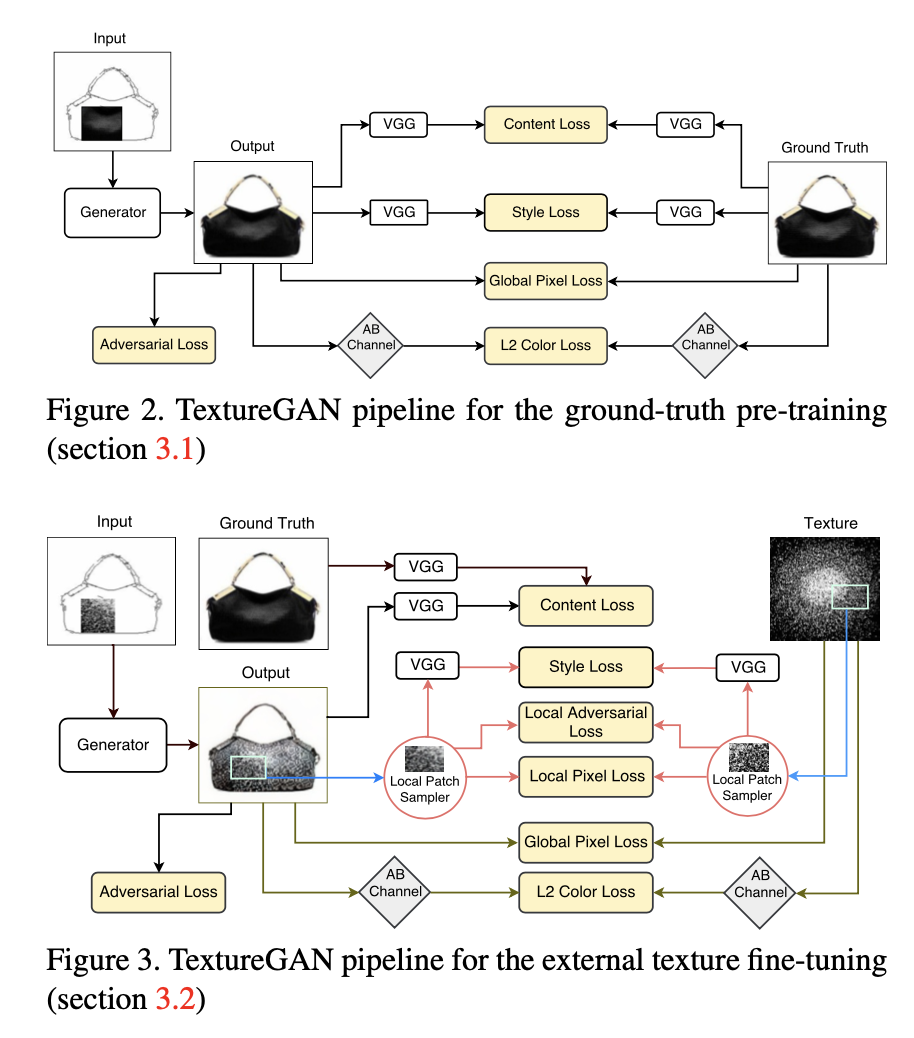 Input
VGG
Content Loss
VGG
Output
Ground Truth
Generator
VGG
Style Loss
VGG
Global Pixel Loss
Adversarial Loss
AB
Channel
L2 Color Loss
AB
Channel
Figure 2. TextureGAN pipeline for the ground-truth pre-training
(section 3.1)
Input
Ground Truth
Texture
VGG
VGG
Content Loss
Output
VGG
Style Loss
VGG
Local Adversarial
Loss
Generator
Local Patch
Sampler
Local Pixel Loss
Local Patch
Sampler
Global Pixel Loss
Adversarial Loss
AB
Channel
L2 Color Loss
AB
Channel
Figure 3. TextureGAN pipeline for the external texture fine-tuning
(section 3.2)